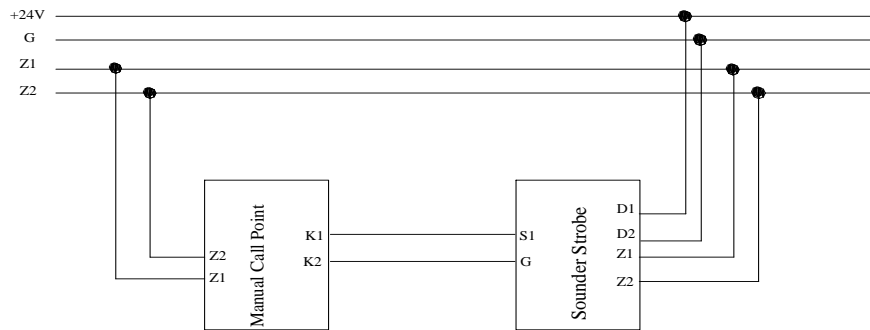 +24V
G
Z1
Z2
Manual Call Point
Z2
Z1
K1
K2
Sounder Strobe
S1
G
D1
D2
Z1
Z2